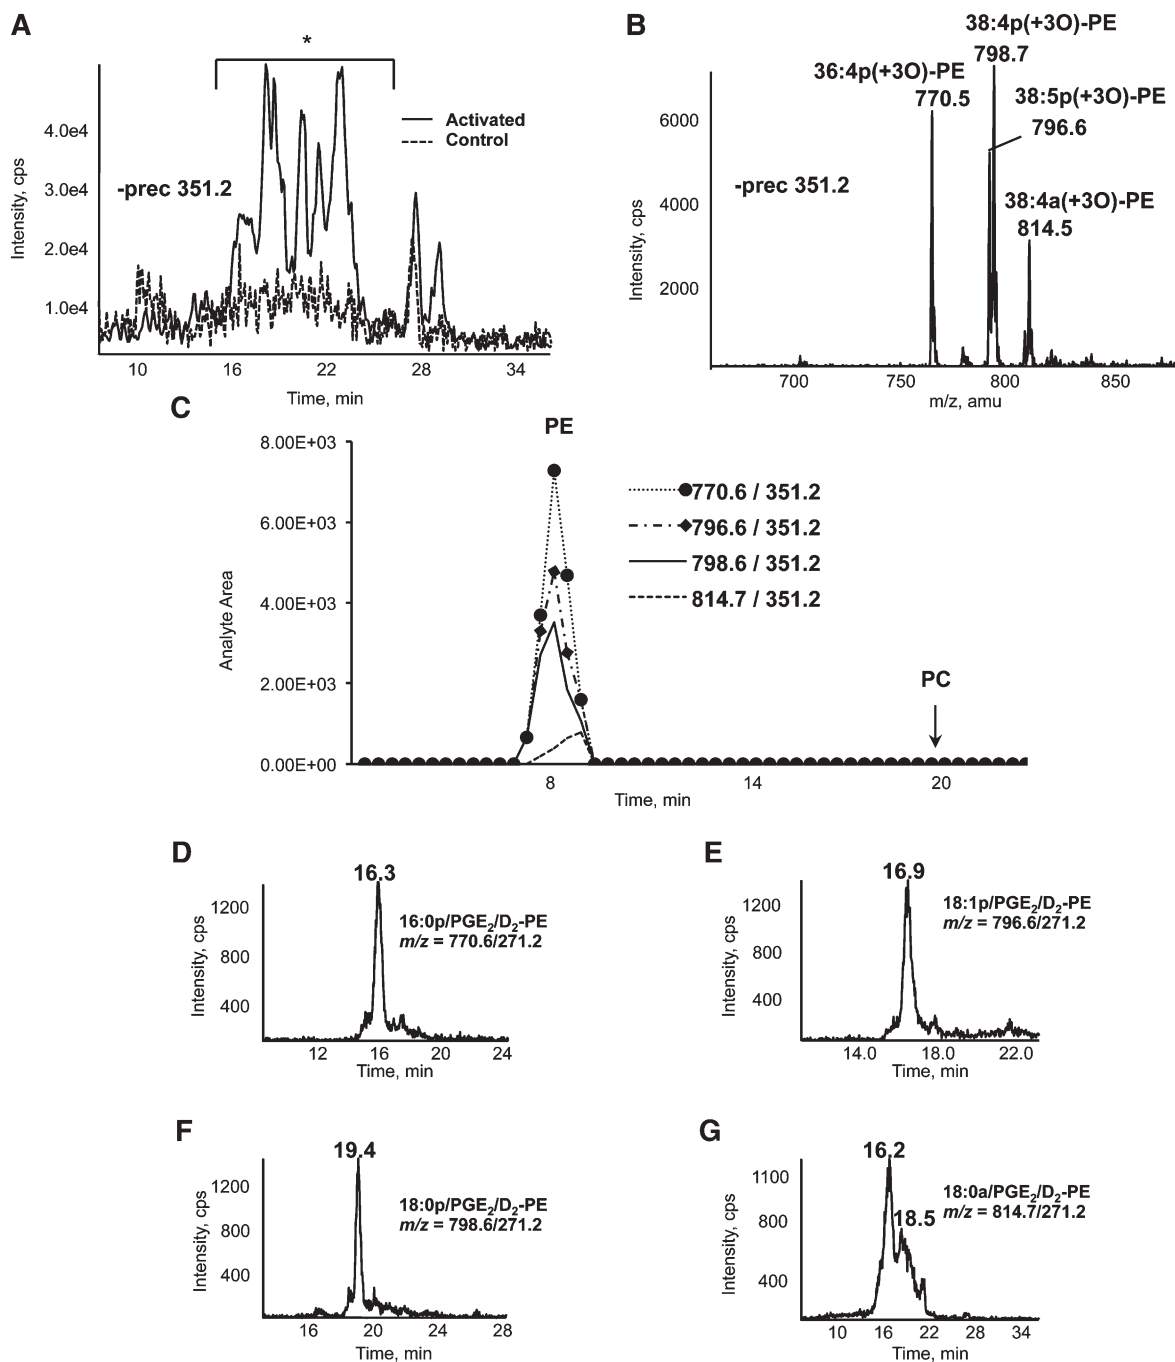 A
*
Activated
Control
-prec 351.2
Intensity, cps
4.0e4
3.0e4
2.0e4
1.0e4
10
16
22
28
34
Time, min
B
38:4p(+3O)-PE
798.7
36:4p(+3O)-PE
770.5
38:5p(+3O)-PE
796.6
-prec 351.2
38:4a(+3O)-PE
814.5
Intensity, cps
6000
4000
2000
700
750
800
850
m/z, amu
C
PE
8.00E+03
6.00E+03
4.00E+03
2.00E+03
0.00E+00
Analyte Area
770.6 / 351.2
796.6 / 351.2
798.6 / 351.2
814.7 / 351.2
PC
8
14
20
Time, min
D
16.3
16:0p/PGE2/D2-PE
m/z = 770.6/271.2
Intensity, cps
1200
800
400
12
16
20
24
Time, min
E
16.9
18:1p/PGE2/D2-PE
m/z = 796.6/271.2
Intensity, cps
1200
800
400
14.0
18.0
22.0
Time, min
F
19.4
18:0p/PGE2/D2-PE
m/z = 798.6/271.2
Intensity, cps
1200
800
400
16
20
24
28
Time, min
G
16.2
18.5
18:0a/PGE2/D2-PE
m/z = 814.7/271.2
Intensity, cps
1100
800
400
10
16
22
28
34
Time, min